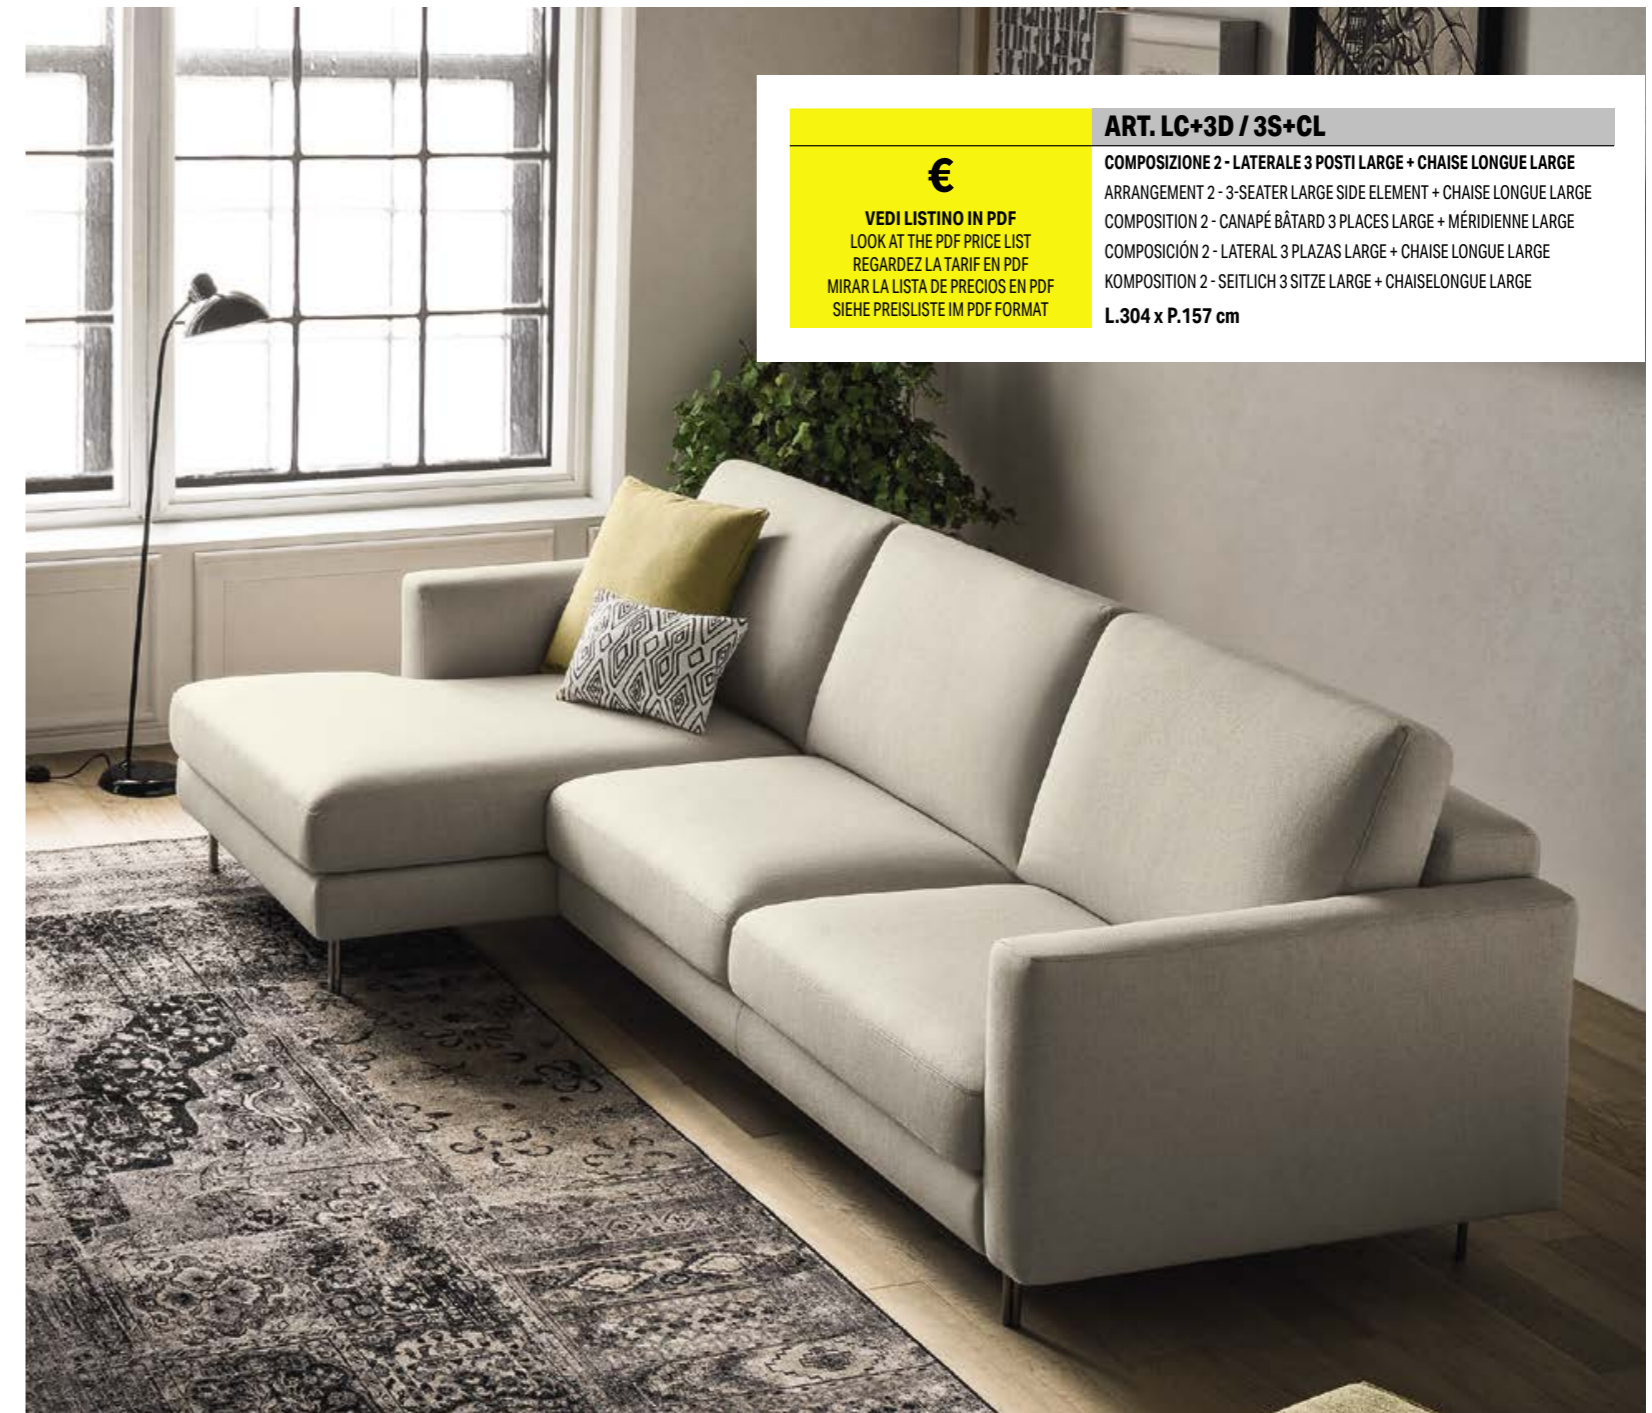 ART. LC+3D / 3S+CL
€
VEDI LISTINO IN PDF
LOOK AT THE PDF PRICE LIST
REGARDEZ LA TARIF EN PDF
MIRAR LA LISTA DE PRECIOS EN PDF
SIEHE PREISLISTE IM PDF FORMAT
COMPOSIZIONE 2 - LATERALE 3 POSTI LARGE + CHAISE LONGUE LARGE
ARRANGEMENT 2 - 3-SEATER LARGE SIDE ELEMENT + CHAISE LONGUE LARGE
COMPOSITION 2 - CANAPÉ BÂTARD 3 PLACES LARGE + MÉRIDIENNE LARGE
COMPOSICIÓN 2 - LATERAL 3 PLAZAS LARGE + CHAISE LONGUE LARGE
KOMPOSITION 2 - SEITLICH 3 SITZE LARGE + CHAISELONGUE LARGE
L.304 x P.157 cm